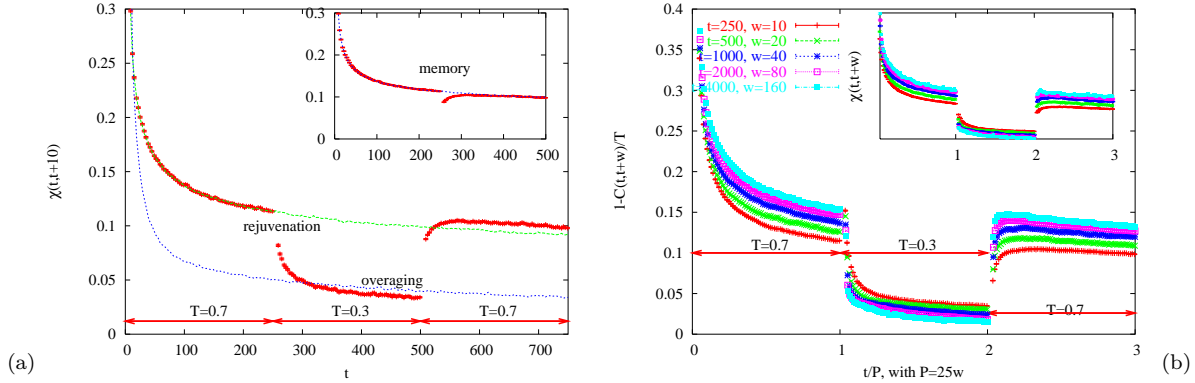 0.3
0.25
0.2
0.15
0.1
0.05
0
χ(t,t+10)
0 100 200 300 400 500 600 700
t
(a)
rejuvenation
overaging
T=0.7
T=0.3
T=0.7
0.3
0.2
0.1
0
memory
0 100 200 300 400 500
0.4
0.35
0.3
0.25
0.2
0.15
0.1
0.05
0
1-C(t,t+w)/T
t=250, w=10
t=500, w=20
t=1000, w=40
t=2000, w=80
4000, w=160
T=0.7
T=0.3
T=0.7
χ(t,t+w)
1 2 3
0 1 2 3
t/P, with P=25w
(b)